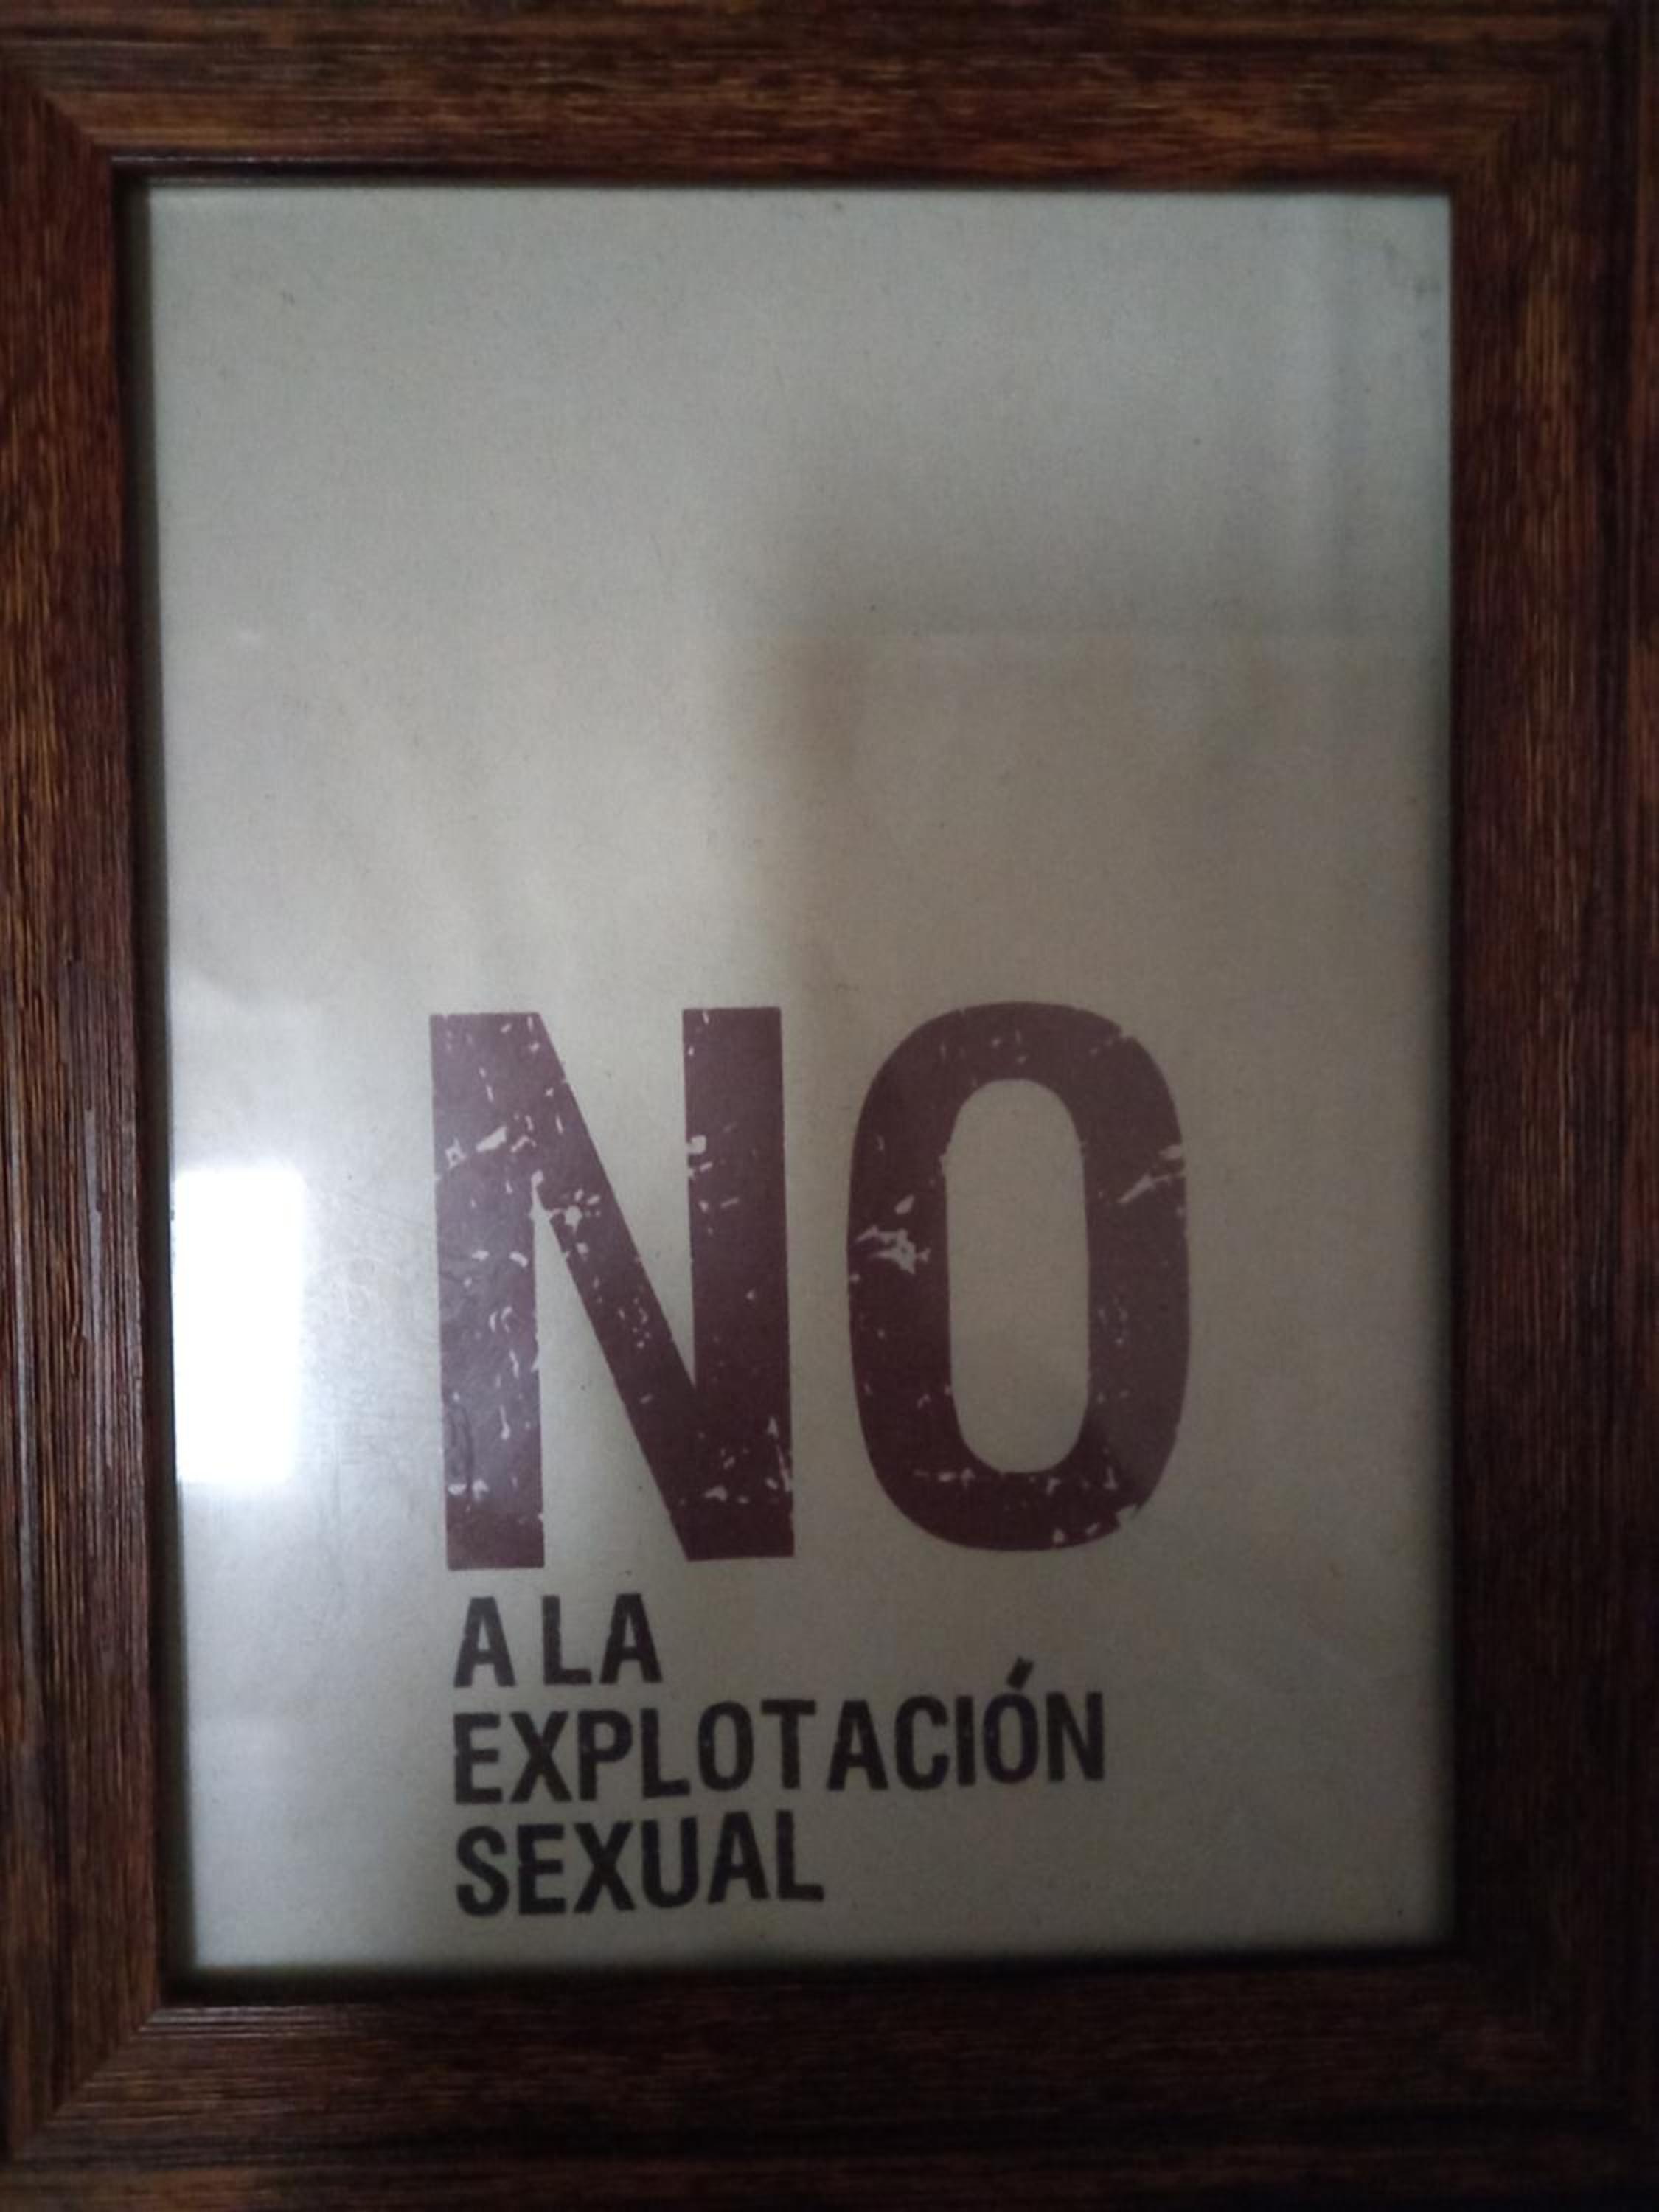 NO
A LA
EXPLOTACIÓN
SEXUAL